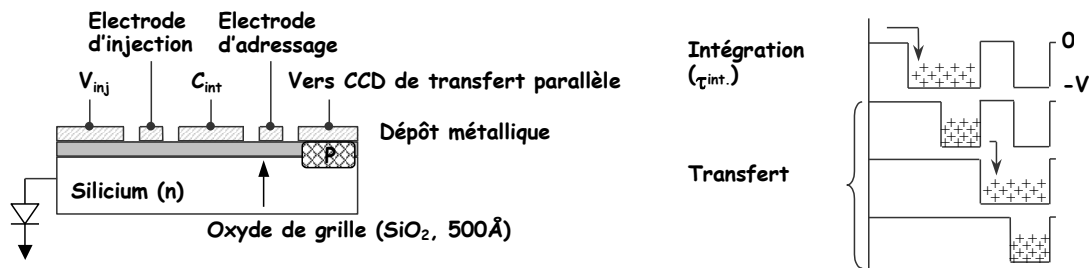 Electrode
d'injection
Electrode
d'adressage
V_inj
C_int
Vers CCD de transfert parallèle
Dépôt métallique
P
Silicium (n)
Oxyde de grille (SiO₂, 500Å)
Intégration
(τ^int.)
0
-V
Transfert